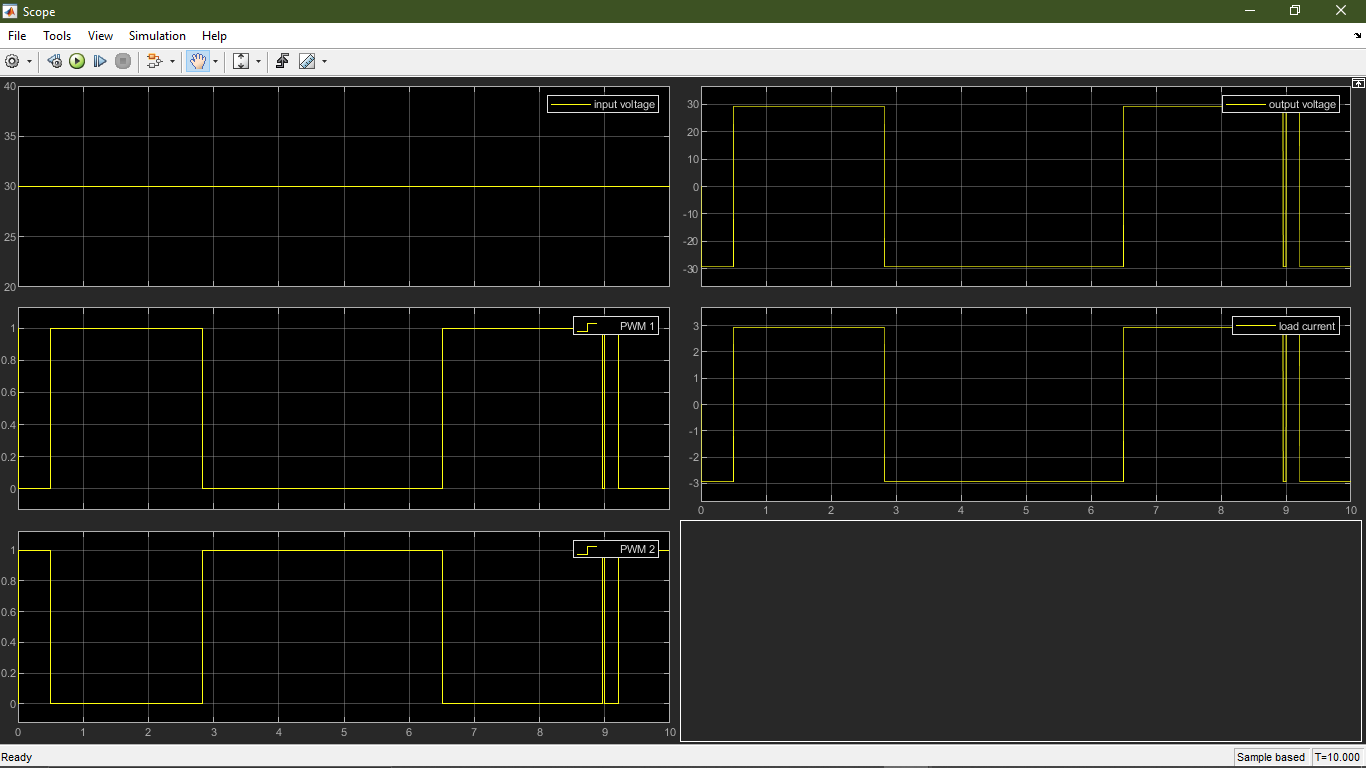 Scope
File Tools View Simulation Help
40
35
30
25
20
input voltage
30
20
10
0
-10
-20
-30
output voltage
1
0.8
0.6
0.4
0.2
0
PWM 1
3
2
1
0
-1
-2
-3
load current
0 1 2 3 4 5 6 7 8 9 10
1
0.8
0.6
0.4
0.2
0
PWM 2
0 1 2 3 4 5 6 7 8 9 10
Ready
Sample based T=10.000